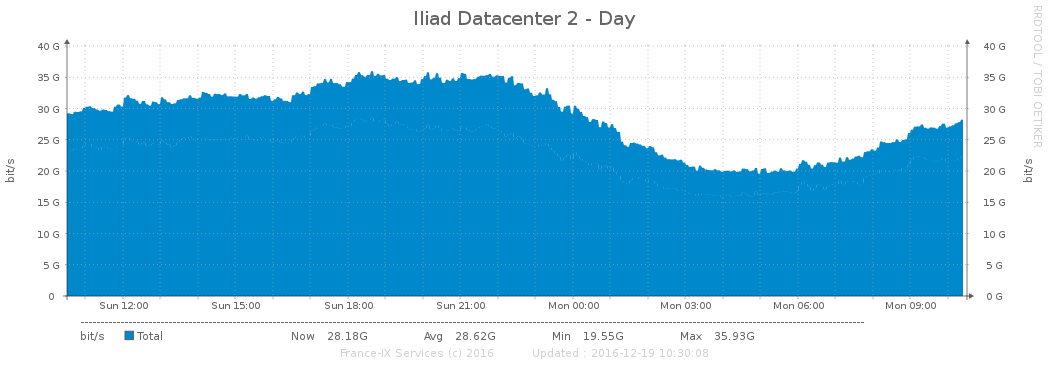 Iliad Datacenter 2 - Day
RRDTOOL / TOBI OETIKER
bit/s
40 G 40 G
35 G 35 G
30 G 30 G
25 G 25 G
20 G 20 G
15 G 15 G
10 G 10 G
5 G 5 G
0 0 G
bit/s
Sun 12:00 Sun 15:00 Sun 18:00 Sun 21:00 Mon 00:00 Mon 03:00 Mon 06:00 Mon 09:00
bit/s Total Now 28.18G Avg 28.62G Min 19.55G Max 35.93G
France-IX Services (c) 2016 Updated : 2016-12-19 10:30:08